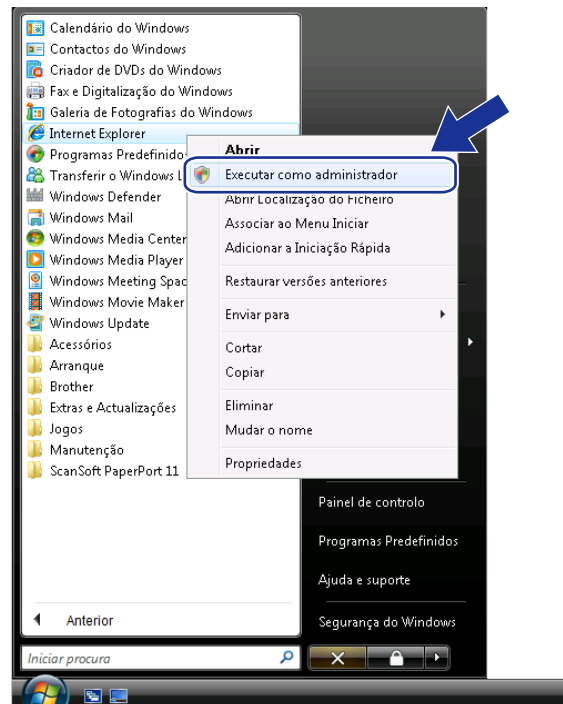 Calendário do Windows
Contactos do Windows
Criador de DVDs do Windows
Fax e Digitalização do Windows
Galeria de Fotografias do Windows
Internet Explorer
Programas Predefinido
Transferir o Windows L
Windows Defender
Windows Mail
Windows Media Center
Windows Media Player
Windows Meeting Spac
Windows Movie Maker
Windows Update
Acessórios
Arranque
Brother
Extras e Actualizações
Jogos
Manutenção
ScanSoft PaperPort 11
Anterior
Iniciar procura
Abrir
Executar como administrador
Abrir Localização do Ficheiro
Associar ao Menu Iniciar
Adicionar a Iniciação Rápida
Restaurar versões anteriores
Enviar para
Cortar
Copiar
Eliminar
Mudar o nome
Propriedades
Painel de controlo
Programas Predefinidos
Ajuda e suporte
Segurança do Windows